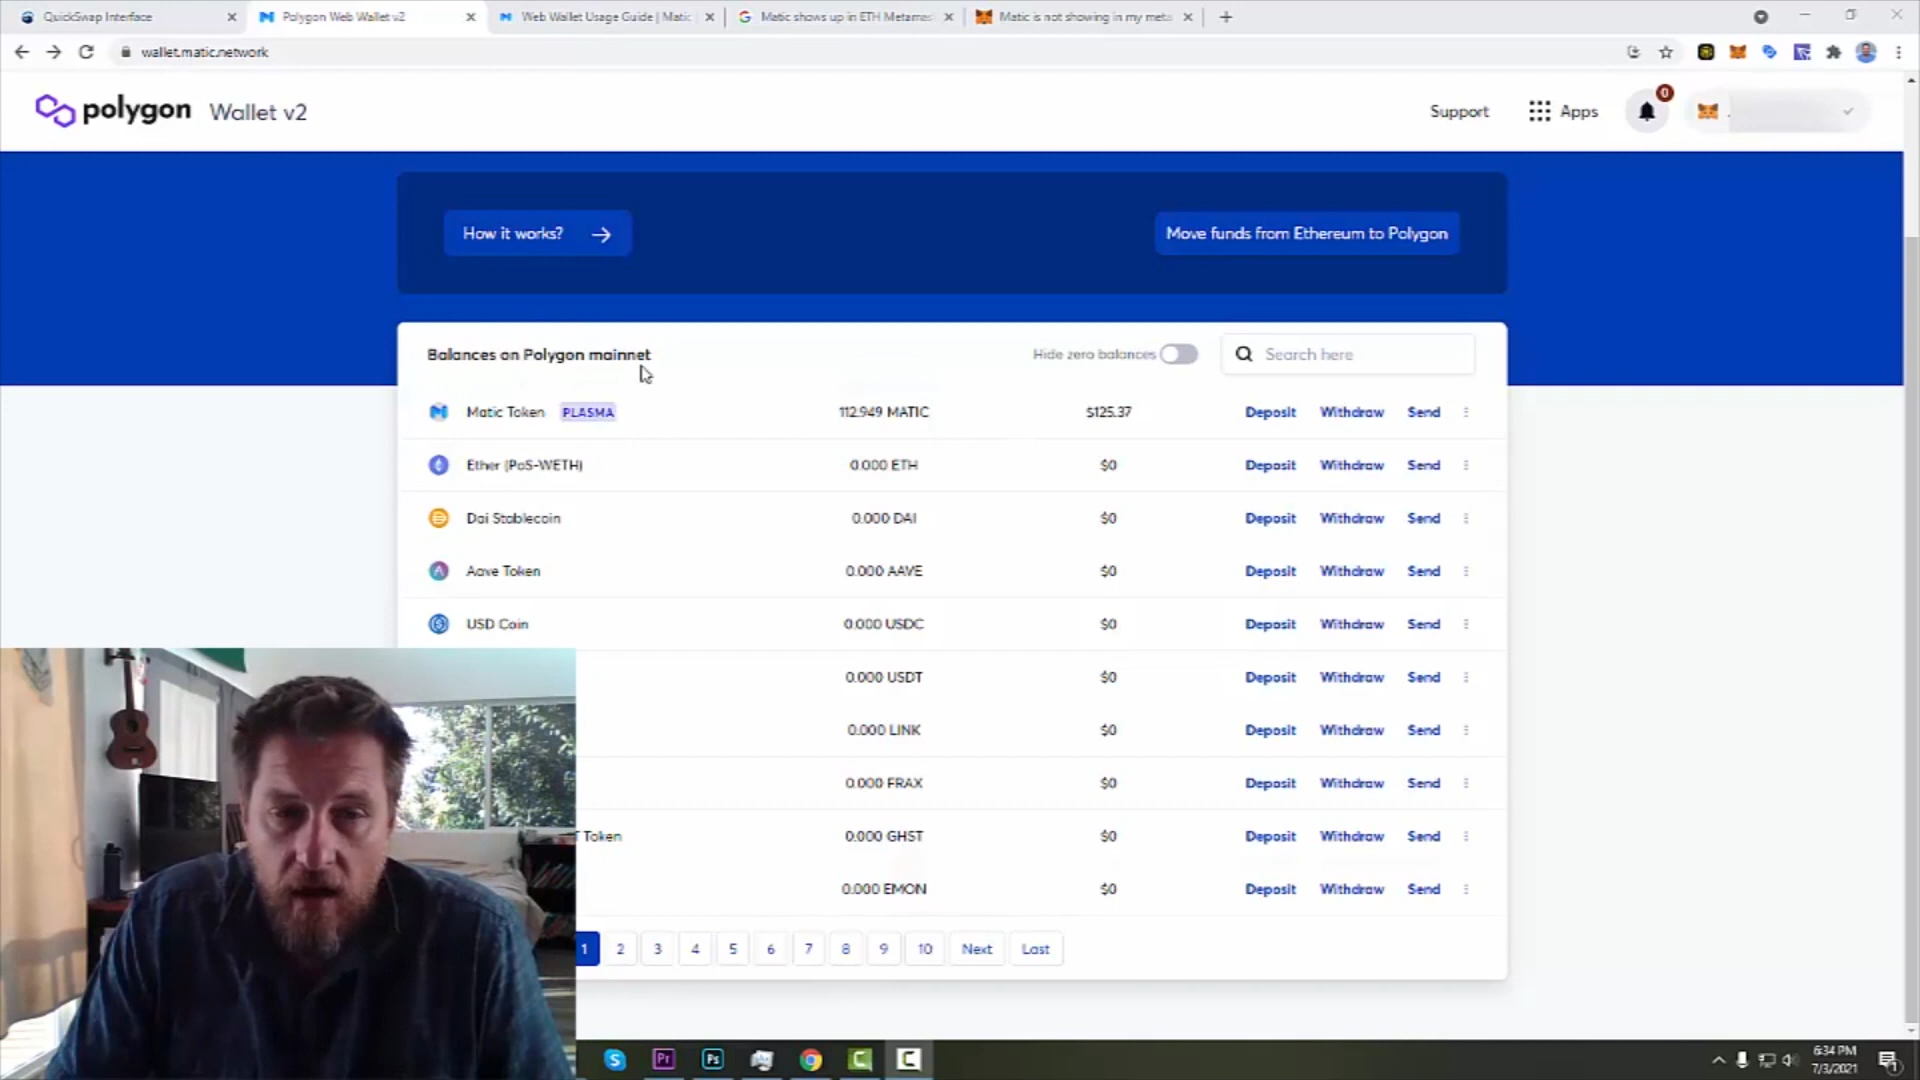 QuickSwap Interface
Polygon Web Wallet v2
Web Wallet Usage Guide | Matic
Matic shows up in ETH Metamas
Matic is not showing in my meta
wallet.matic.network
polygon Wallet v2
Support
Apps
0
How it works?
Move funds from Ethereum to Polygon
Balances on Polygon mainnet
Hide zero balances
Search here
Matic Token PLASMA 112.949 MATIC $125.37 Deposit Withdraw Send
Ether (PoS-WETH) 0.000 ETH $0 Deposit Withdraw Send
Dai Stablecoin 0.000 DAI $0 Deposit Withdraw Send
Aave Token 0.000 AAVE $0 Deposit Withdraw Send
USD Coin 0.000 USDC $0 Deposit Withdraw Send
0.000 USDT $0 Deposit Withdraw Send
0.000 LINK $0 Deposit Withdraw Send
0.000 FRAX $0 Deposit Withdraw Send
T Token 0.000 GHST $0 Deposit Withdraw Send
0.000 EMON $0 Deposit Withdraw Send
1 2 3 4 5 6 7 8 9 10 Next Last
Pr
Ps
6:34 PM
7/3/2021